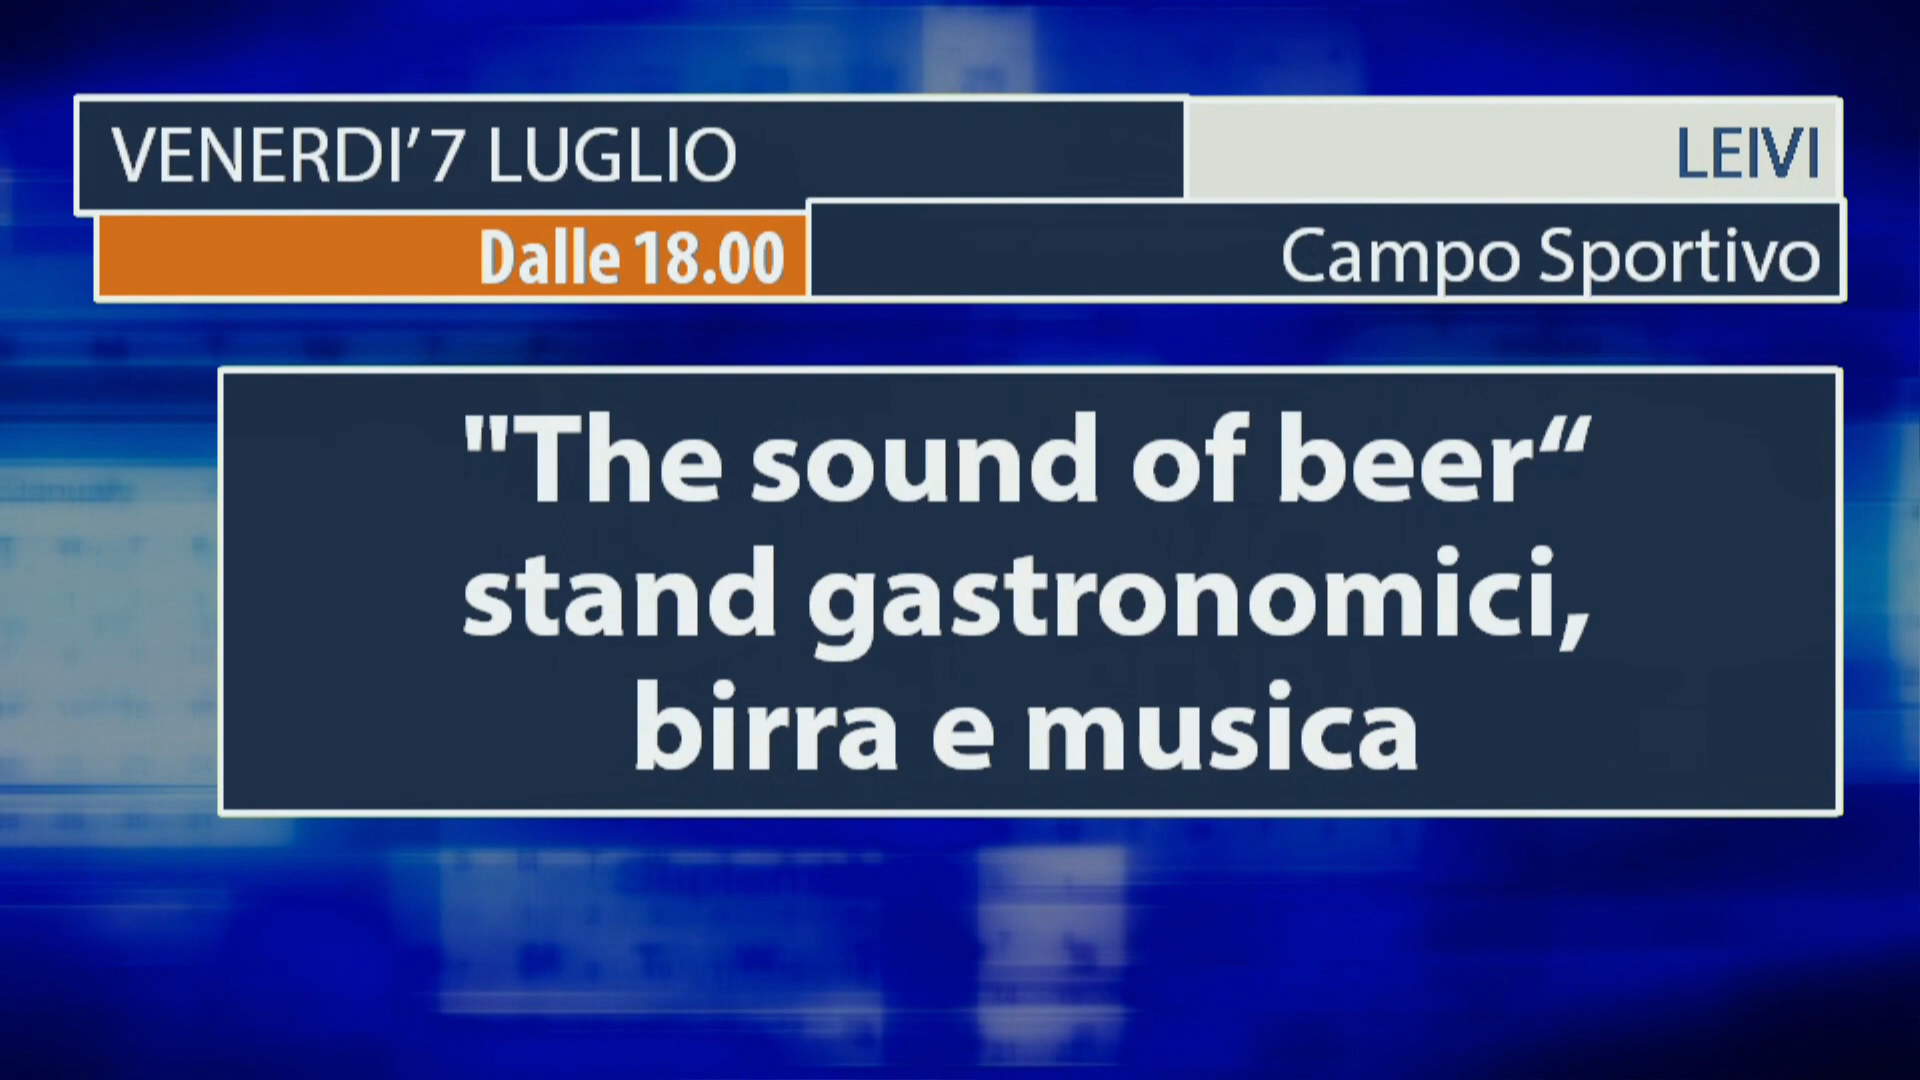 VENERDI’7 LUGLIO
LEIVI
Dalle 18.00
Campo Sportivo
"The sound of beer“
stand gastronomici,
birra e musica